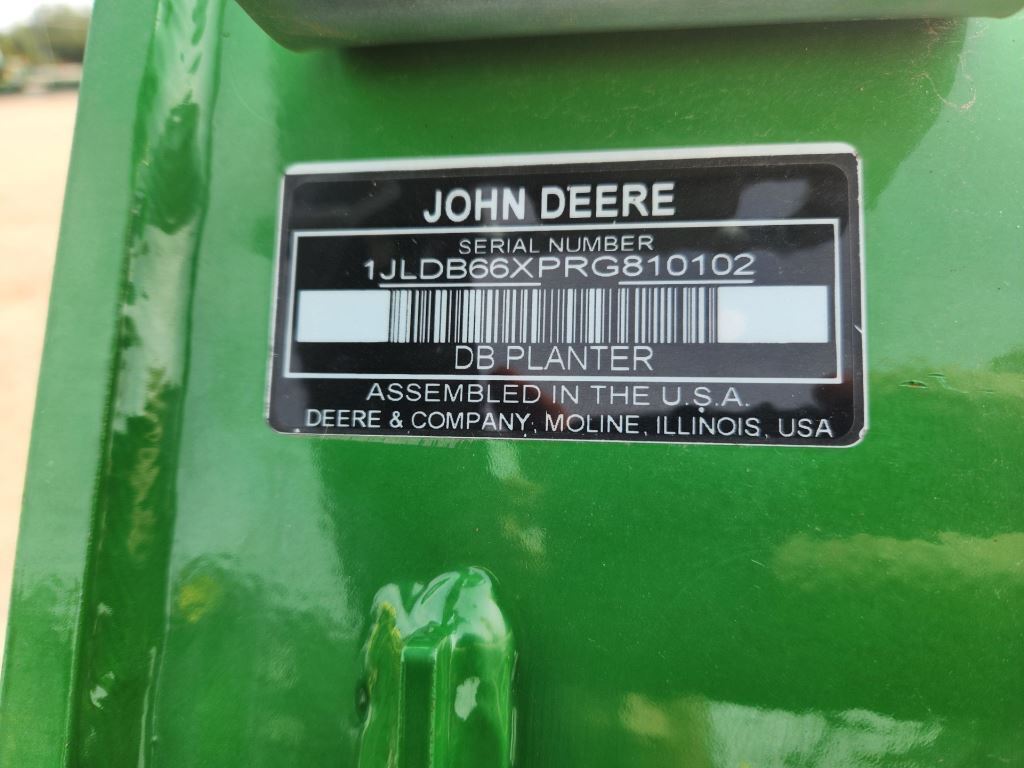 JOHN DEERE
SERIAL NUMBER
1JLDB66XPRG810102
DB PLANTER
ASSEMBLED IN THE U.S.A.
DEERE & COMPANY, MOLINE, ILLINOIS, USA